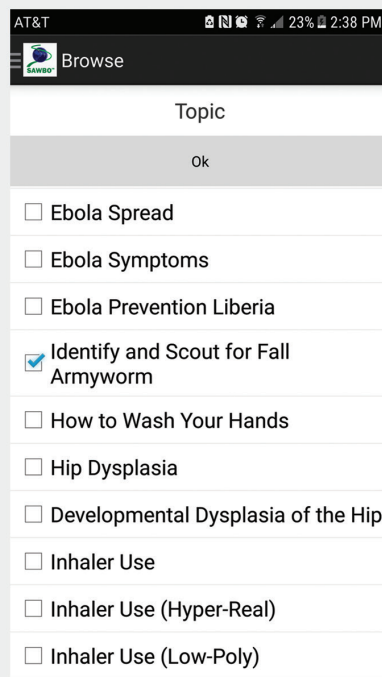 AT&T 23% 2:38 PM
SAWBO™ Browse
Topic
Ok
Ebola Spread
Ebola Symptoms
Ebola Prevention Liberia
Identify and Scout for Fall
Armyworm
How to Wash Your Hands
Hip Dysplasia
Developmental Dysplasia of the Hip
Inhaler Use
Inhaler Use (Hyper-Real)
Inhaler Use (Low-Poly)